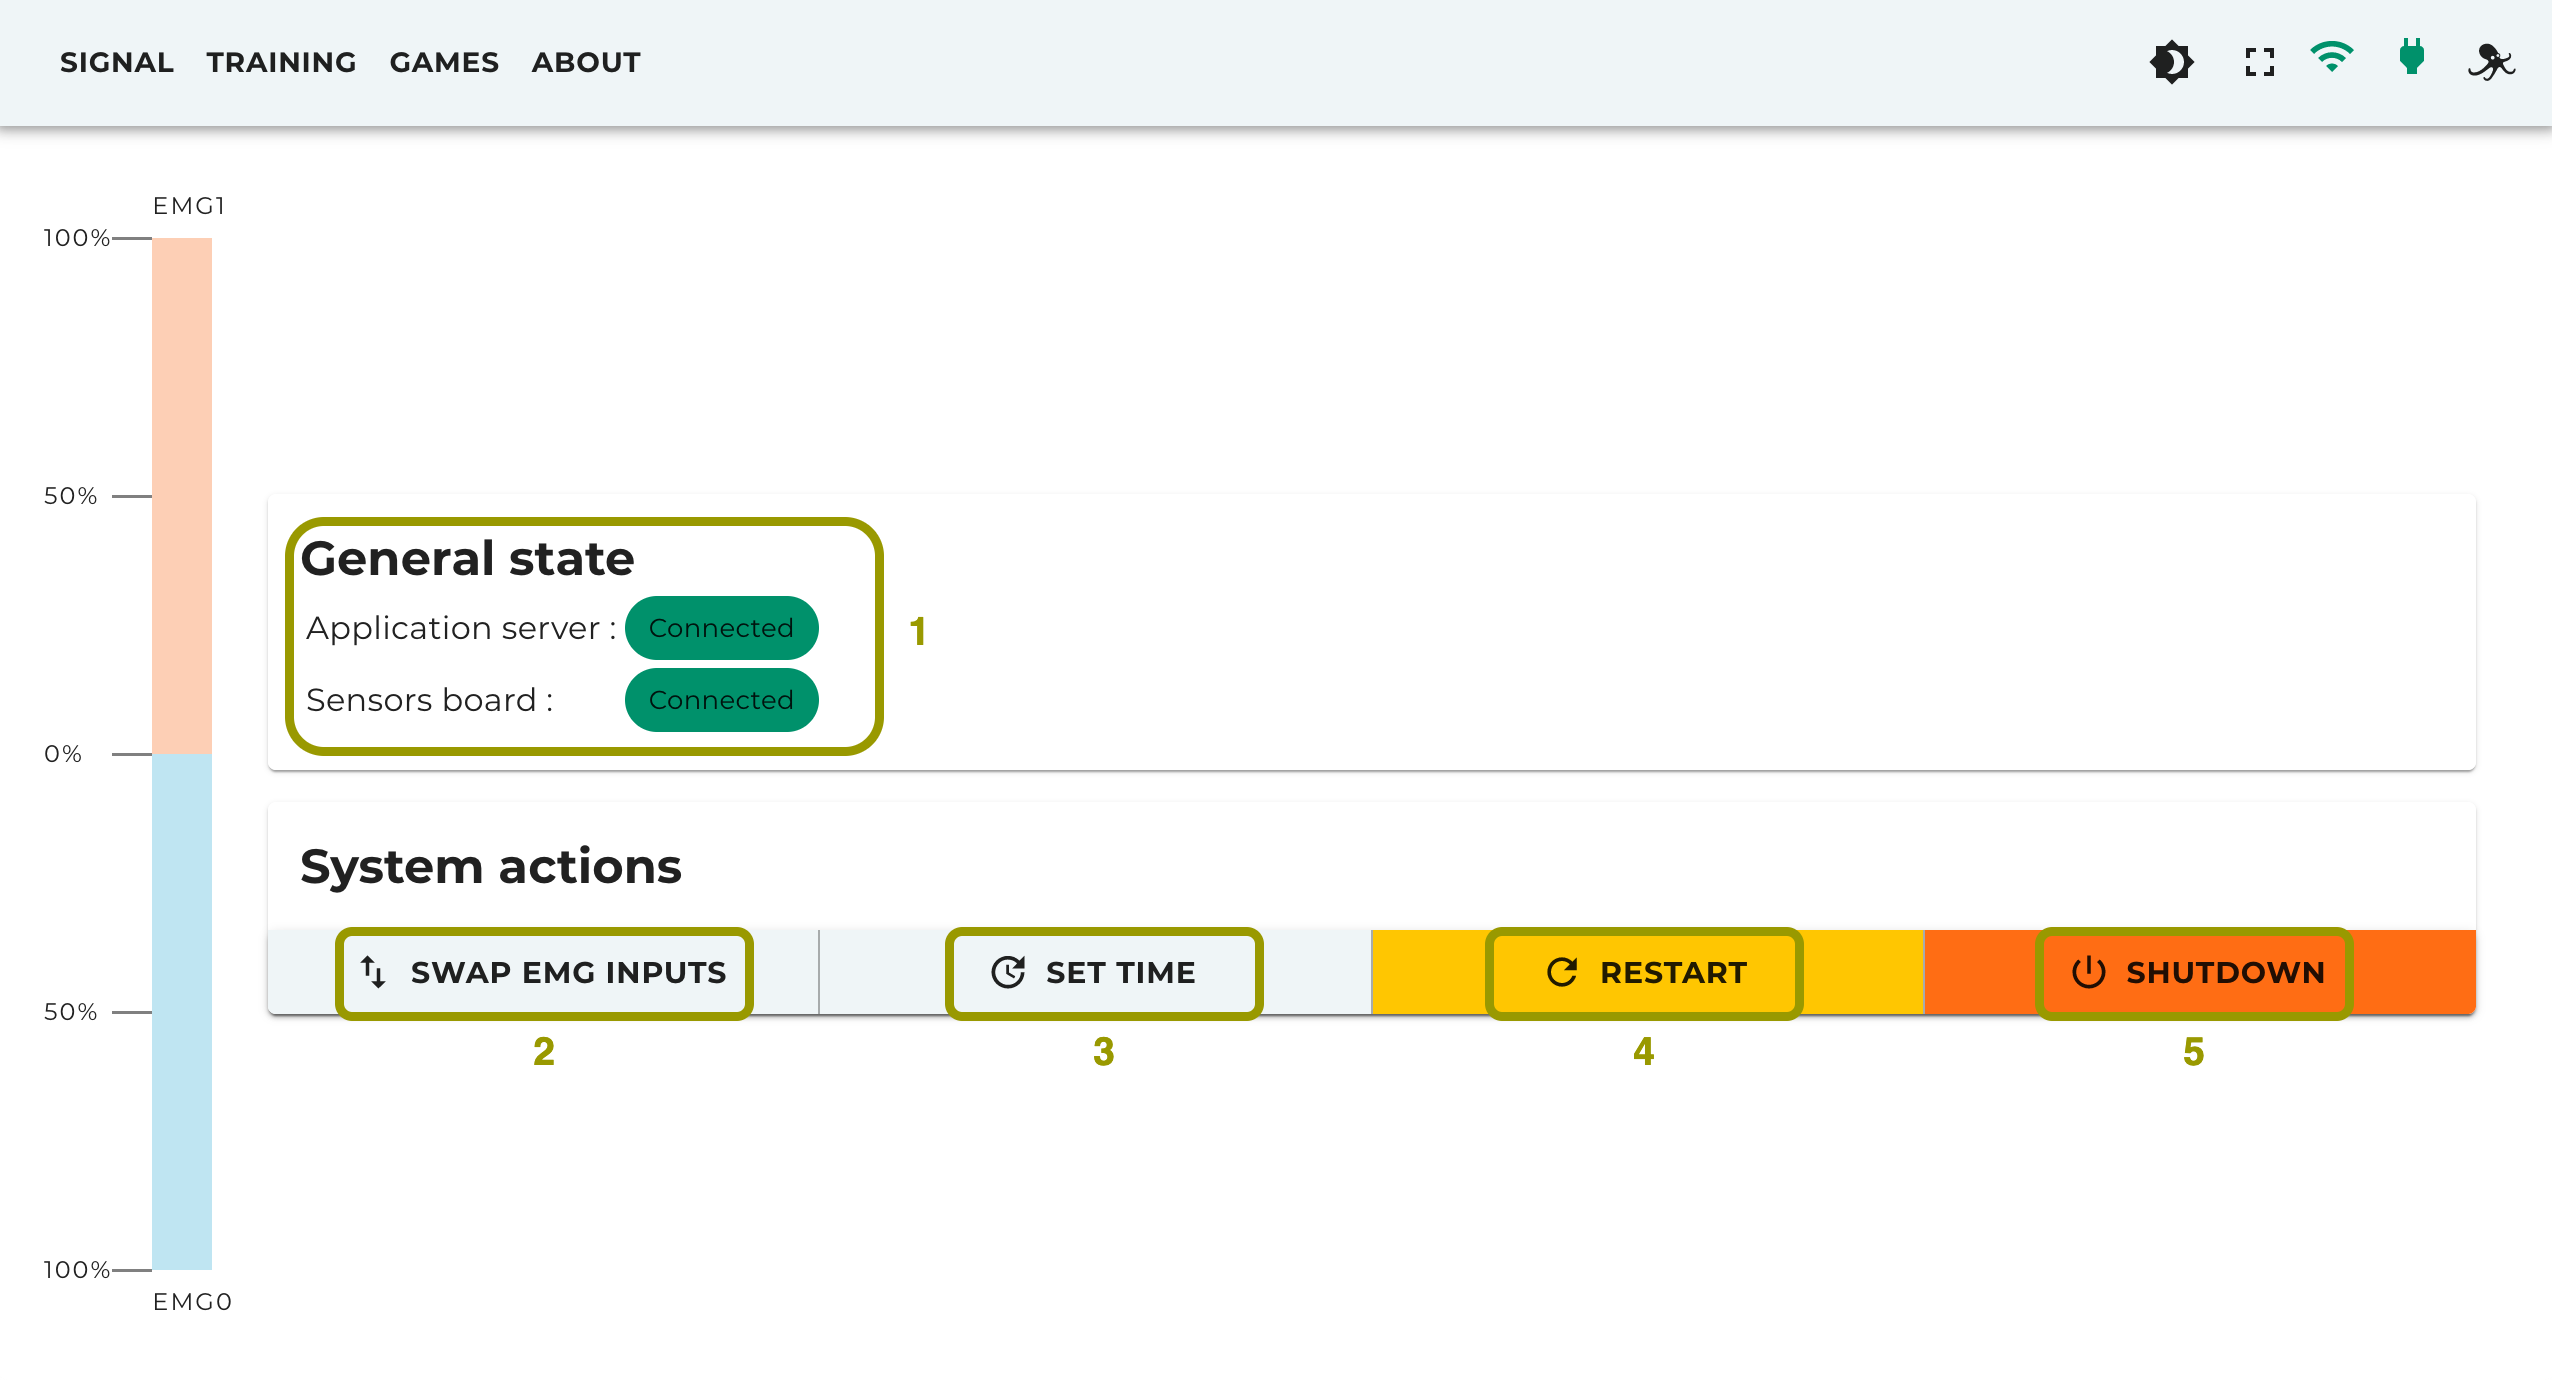 SIGNAL TRAINING GAMES ABOUT
EMG1
100%
50%
0%
50%
100%
EMG0
General state
Application server : Connected
Sensors board : Connected
1
System actions
SWAP EMG INPUTS SET TIME RESTART SHUTDOWN
2 3 4 5